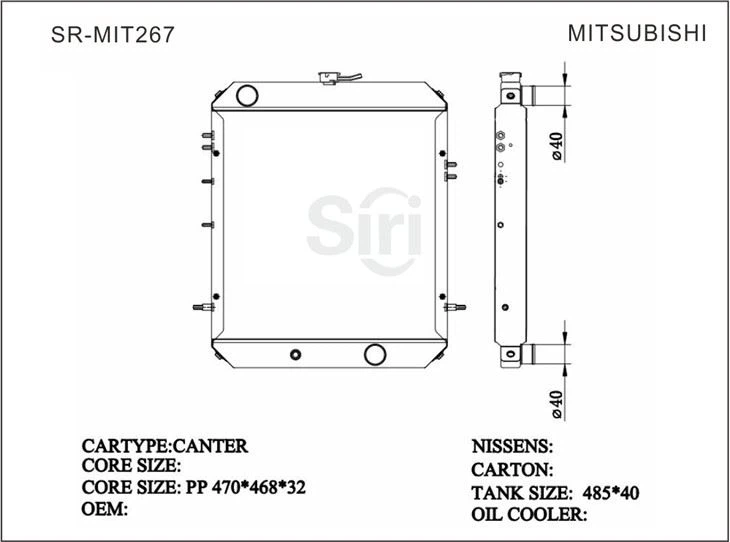 SR-MIT267
MITSUBISHI
ø40
Siri
ø40
CARTYPE:CANTER
CORE SIZE:
CORE SIZE: PP 470*468*32
OEM:
NISSENS:
CARTON:
TANK SIZE: 485*40
OIL COOLER: